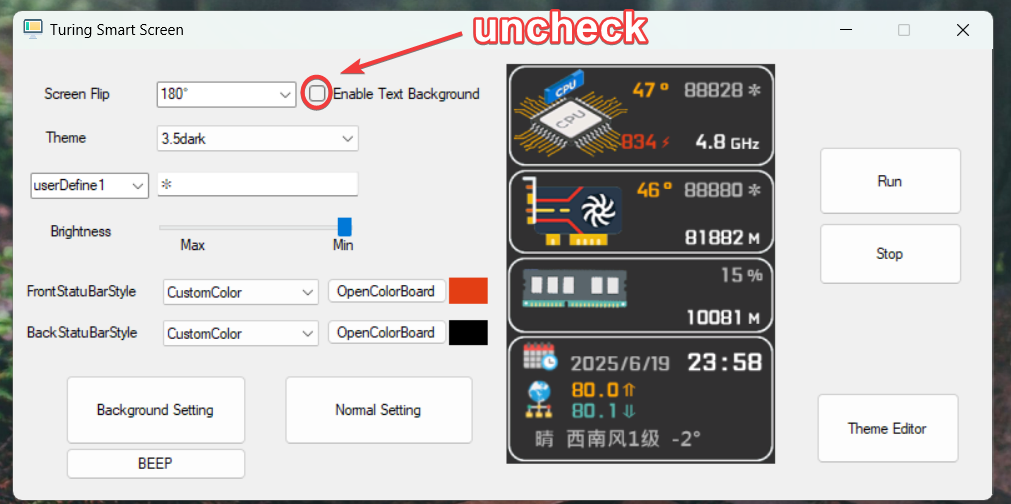 uncheck
Turing Smart Screen
Screen Flip
180°
Enable Text Background
Theme
3.5dark
userDefine1
*
Brightness
Max
Min
FrontStatuBarStyle
CustomColor
OpenColorBoard
BackStatuBarStyle
CustomColor
OpenColorBoard
Background Setting
Normal Setting
BEEP
CPU
CPU
47°
88828 *
834
4.8 GHz
46°
88880 *
81882 M
15 %
10081 M
2025/6/19
23:58
80.0⇑
80.1⇓
晴 西南风1级 -2°
Run
Stop
Theme Editor